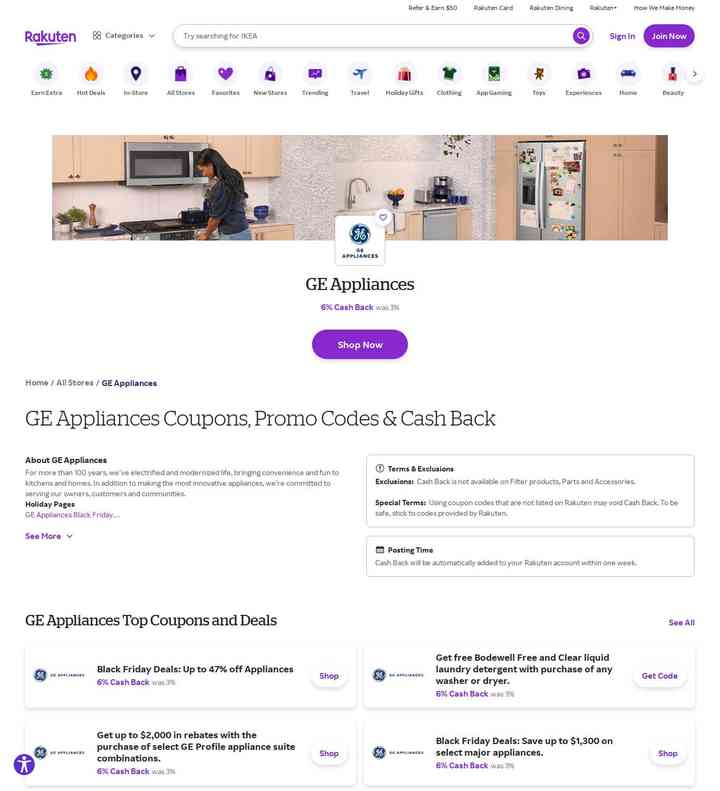 Refer & Earn $50 Rakuten Card Rakuten Dining Rakuten+ How We Make Money
Rakuten Categories Try searching for 'IKEA' Sign In Join Now
Earn Extra Hot Deals In-Store All Stores Favorites New Stores Trending Travel Holiday Gifts Clothing App Gaming Toys Experiences Home Beauty
GE
APPLIANCES
GE Appliances
6% Cash Back was 3%
Shop Now
Home / All Stores / GE Appliances
GE Appliances Coupons, Promo Codes & Cash Back
About GE Appliances
For more than 100 years, we've electrified and modernized life, bringing convenience and fun to
kitchens and homes. In addition to making the most innovative appliances, we're committed to
serving our owners, customers and communities.
Holiday Pages
GE Appliances Black Friday,...
See More
Terms & Exclusions
Exclusions: Cash Back is not available on Filter products, Parts and Accessories.
Special Terms: Using coupon codes that are not listed on Rakuten may void Cash Back. To be
safe, stick to codes provided by Rakuten.
Posting Time
Cash Back will be automatically added to your Rakuten account within one week.
GE Appliances Top Coupons and Deals
See All
GE APPLIANCES
Black Friday Deals: Up to 47% off Appliances
6% Cash Back was 3%
Shop
GE APPLIANCES
Get free Bodewell Free and Clear liquid
laundry detergent with purchase of any
washer or dryer.
6% Cash Back was 3%
Get Code
GE APPLIANCES
Get up to $2,000 in rebates with the
purchase of select GE Profile appliance suite
combinations.
6% Cash Back was 3%
Shop
GE APPLIANCES
Black Friday Deals: Save up to $1,300 on
select major appliances.
6% Cash Back was 3%
Shop